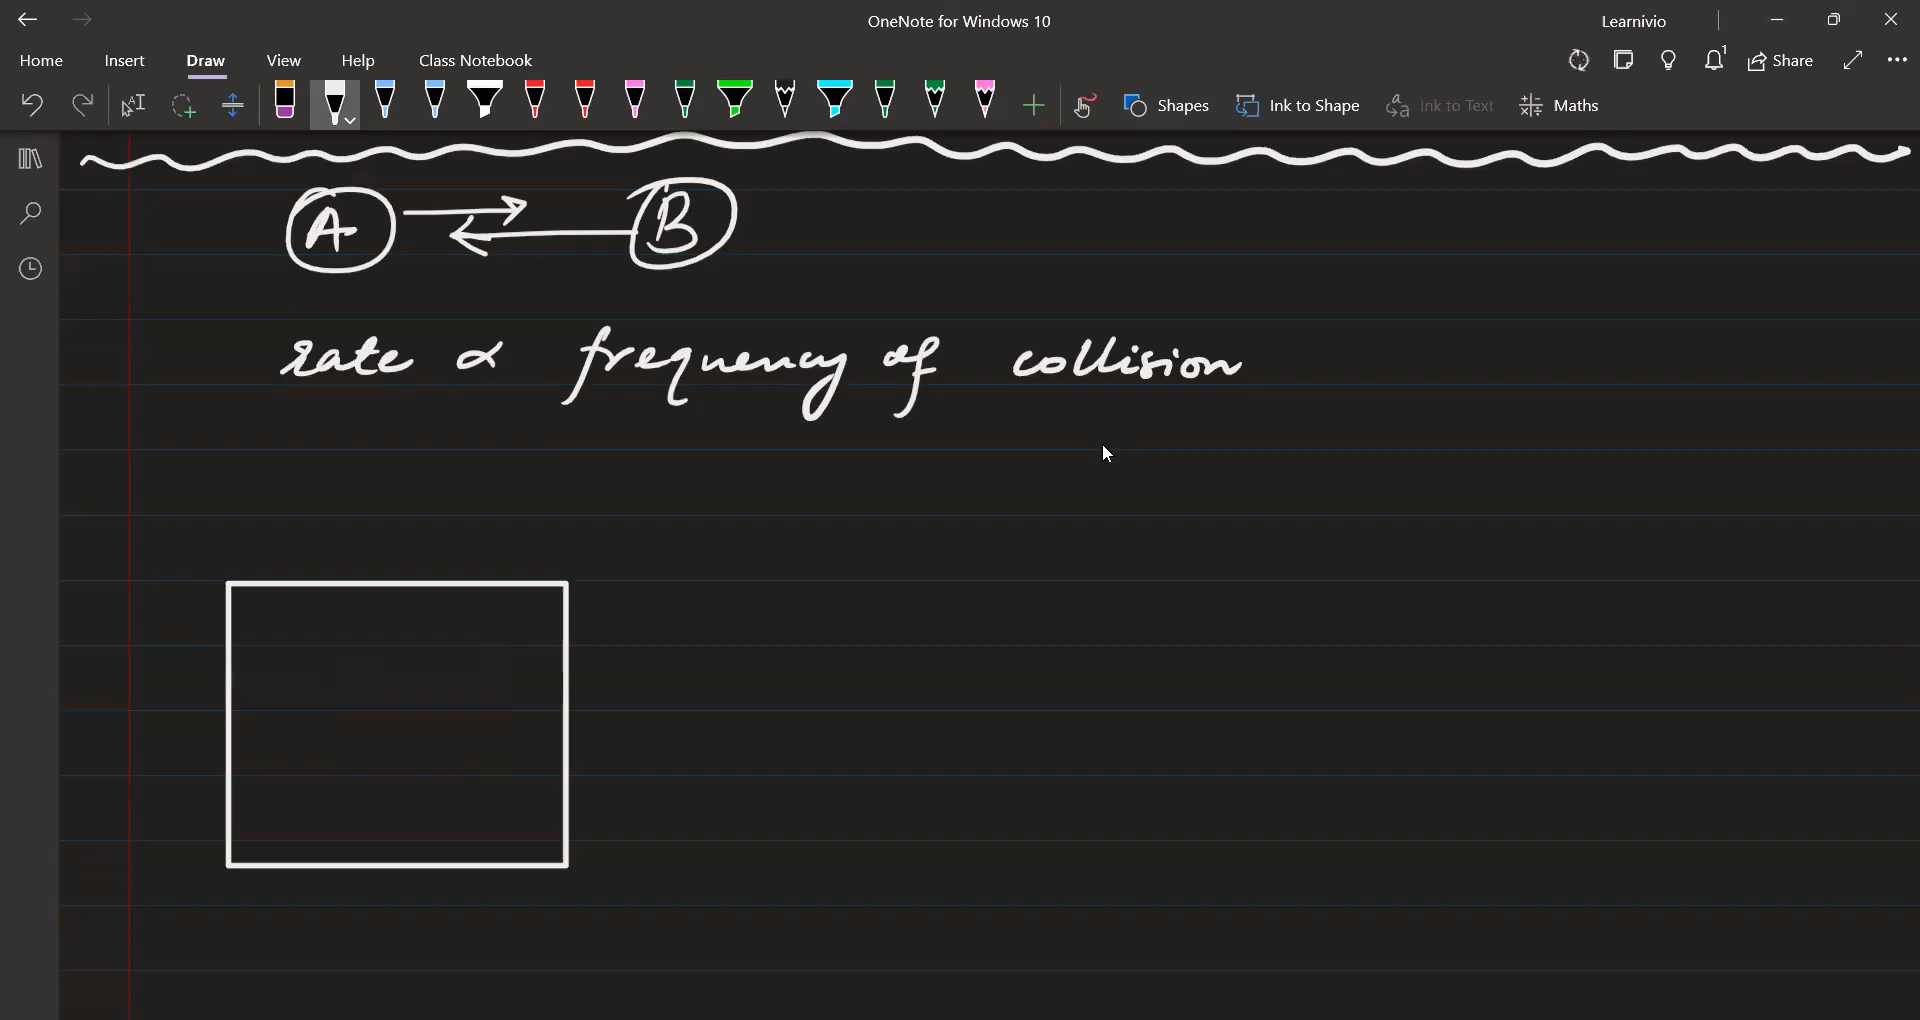 OneNote for Windows 10
Learnivio
Home Insert Draw View Help Class Notebook
1
Share
Shapes Ink to Shape Ink to Text Maths
A ⇄ B
rate ∝ frequency of collision